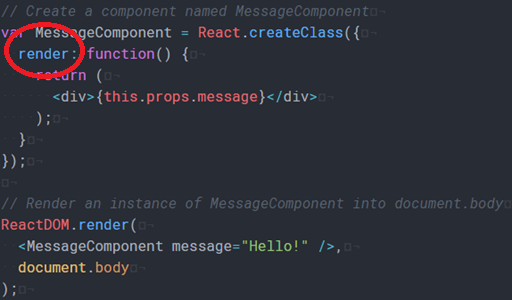 // Create a component named MessageComponent
var MessageComponent = React.createClass({
render: function() {
return (
<div>{this.props.message}</div>
);
}
});
// Render an instance of MessageComponent into document.body
ReactDOM.render(
<MessageComponent message="Hello!" />,
document.body
);